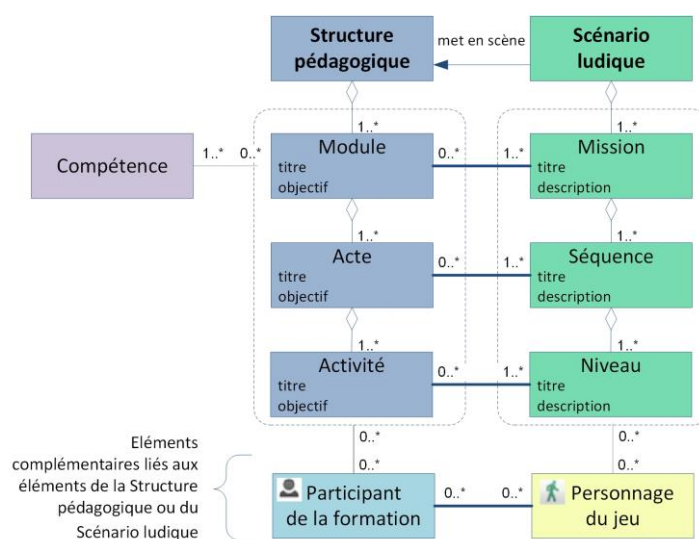 Structure
pédagogique
met en scène
Scénario
ludique
1..*
1..*
Compétence
1..*
0..*
Module
titre
objectif
0..*
1..*
Mission
titre
description
1..*
1..*
Acte
titre
objectif
0..*
1..*
Séquence
titre
description
1..*
1..*
Activité
titre
objectif
0..*
1..*
Niveau
titre
description
0..*
0..*
0..*
0..*
Eléments
complémentaires liés aux
éléments de la Structure
pédagogique ou du
Scénario ludique
Participant
de la formation
0..*
0..*
Personnage
du jeu